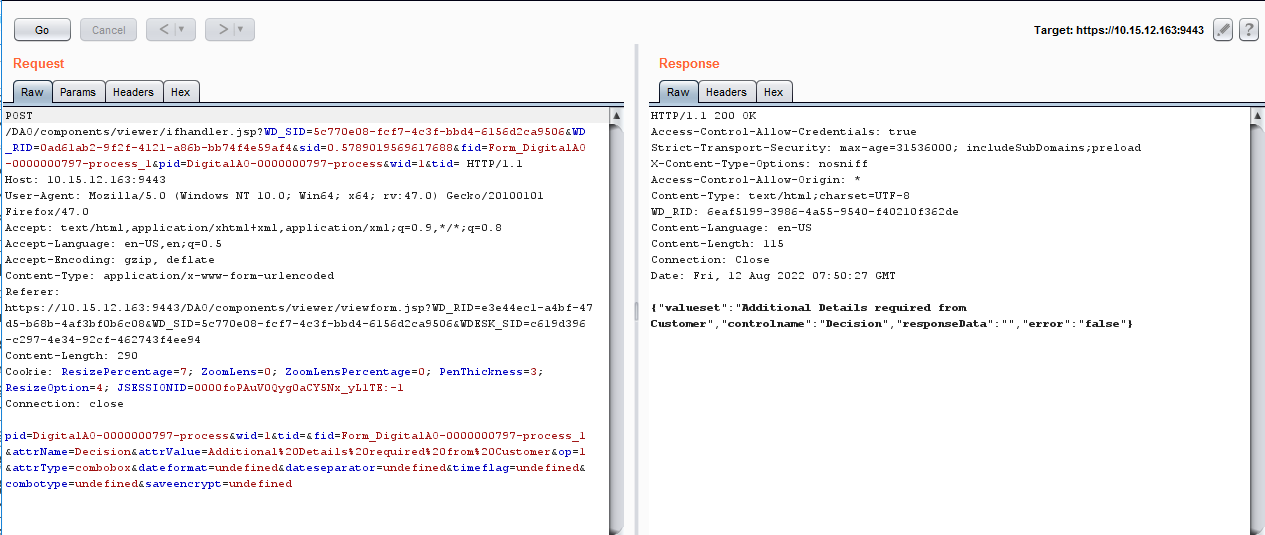 Go Cancel < > Target: https://10.15.12.163:9443 ?
Request
Raw Params Headers Hex
POST
/DAO/components/viewer/ifhandler.jsp?WD_SID=5c770e08-fcf7-4c3f-bbd4-6156d2ca9506&WD
_RID=0ad61ab2-9f2f-4121-a86b-bb74f4e59af4&sid=0.5789019569617688&fid=Form_DigitalAO
-0000000797-process_1&pid=DigitalAO-0000000797-process&wid=1&tid= HTTP/1.1
Host: 10.15.12.163:9443
User-Agent: Mozilla/5.0 (Windows NT 10.0; Win64; x64; rv:47.0) Gecko/20100101
Firefox/47.0
Accept: text/html,application/xhtml+xml,application/xml;q=0.9,*/*;q=0.8
Accept-Language: en-US,en;q=0.5
Accept-Encoding: gzip, deflate
Content-Type: application/x-www-form-urlencoded
Referer:
https://10.15.12.163:9443/DAO/components/viewer/viewform.jsp?WD_RID=e3e44ec1-a4bf-47
d5-b68b-4af3bf0b6c08&WD_SID=5c770e08-fcf7-4c3f-bbd4-6156d2ca9506&WDESK_SID=c619d396
-c297-4e34-92cf-462743f4ee94
Content-Length: 290
Cookie: ResizePercentage=7; ZoomLens=0; ZoomLensPercentage=0; PenThickness=3;
ResizeOption=4; JSESSIONID=0000foPAuV0Qyg0aCY5Nx_yLlTE:-1
Connection: close
pid=DigitalAO-0000000797-process&wid=1&tid=&fid=Form_DigitalAO-0000000797-process_1
&attrName=Decision&attrValue=Additional%20Details%20required%20from%20Customer&op=1
&attrType=combobox&dateformat=undefined&dateseparator=undefined&timeflag=undefined&
combotype=undefined&saveencrypt=undefined
Response
Raw Headers Hex
HTTP/1.1 200 OK
Access-Control-Allow-Credentials: true
Strict-Transport-Security: max-age=31536000; includeSubDomains;preload
X-Content-Type-Options: nosniff
Access-Control-Allow-Origin: *
Content-Type: text/html;charset=UTF-8
WD_RID: 6eaf5199-3986-4a55-9540-f40210f362de
Content-Language: en-US
Content-Length: 115
Connection: Close
Date: Fri, 12 Aug 2022 07:50:27 GMT
{"valueset":"Additional Details required from
Customer","controlname":"Decision","responseData":"","error":"false"}